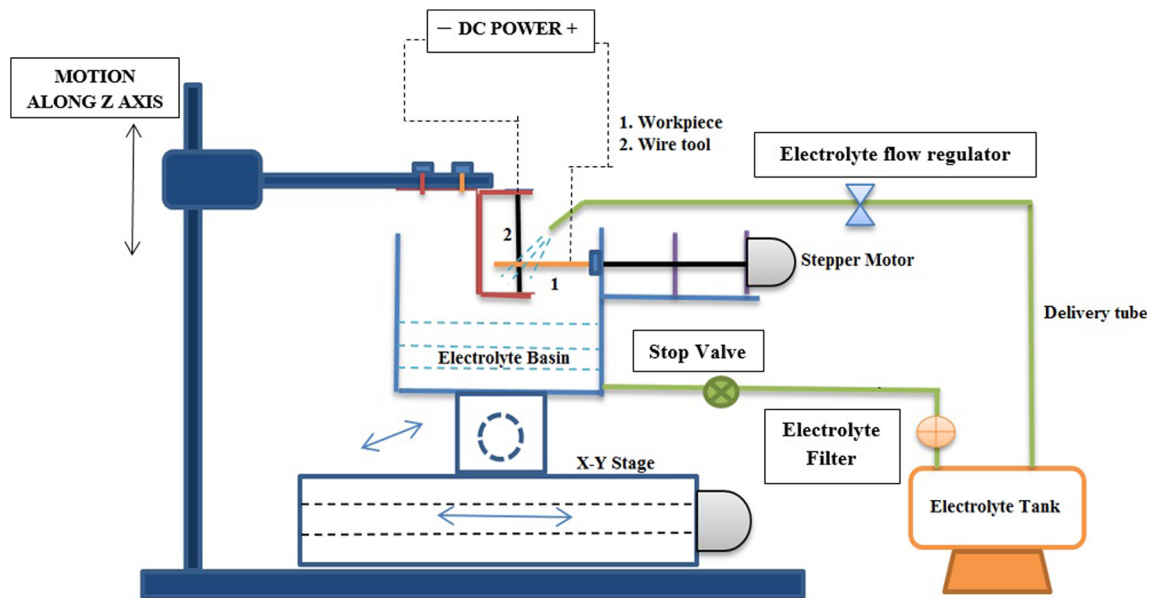 — DC POWER +
MOTION
ALONG Z AXIS
1. Workpiece
2. Wire tool
Electrolyte flow regulator
2
1
Stepper Motor
Delivery tube
Electrolyte Basin
Stop Valve
Electrolyte
Filter
X-Y Stage
Electrolyte Tank